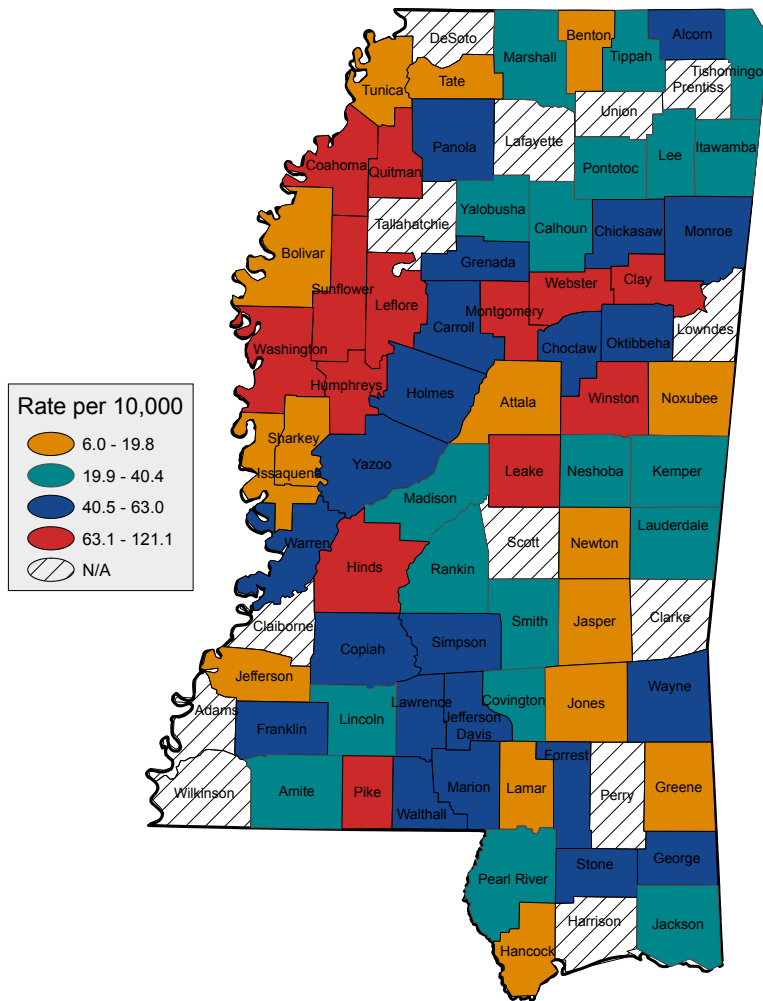 DeSoto
Marshall
Benton
Tippah
Alcorn
Tishomingo
Prentiss
Tunica
Tate
Union
Panola
Lafayette
Coahoma
Quitman
Pontotoc
Lee
Itawamba
Tallahatchie
Yalobusha
Calhoun
Chickasaw
Monroe
Bolivar
Grenada
Sunflower
Leflore
Webster
Clay
Montgomery
Carroll
Lowndes
Washington
Choctaw
Oktibbeha
Humphreys
Holmes
Attala
Winston
Noxubee
Rate per 10,000
6.0 - 19.8
19.9 - 40.4
40.5 - 63.0
63.1 - 121.1
N/A
Sharkey
Issaquena
Yazoo
Leake
Neshoba
Kemper
Madison
Lauderdale
Warren
Scott
Newton
Hinds
Rankin
Claiborne
Smith
Jasper
Clarke
Copiah
Simpson
Jefferson
Wayne
Adams
Franklin
Lincoln
Lawrence
Jefferson
Davis
Covington
Jones
Wilkinson
Amite
Pike
Walthall
Marion
Lamar
Forrest
Perry
Greene
Pearl River
Stone
George
Hancock
Harrison
Jackson